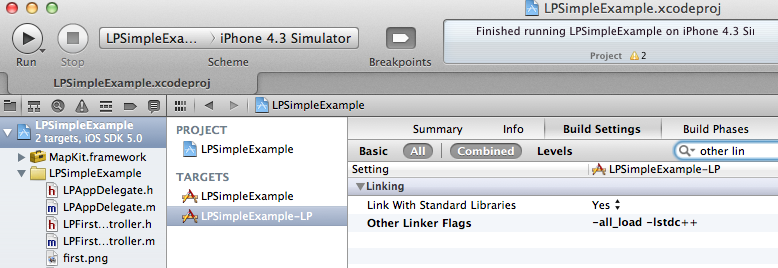 LPSimpleExample.xcodeproj
LPSimpleExa... iPhone 4.3 Simulator
Finished running LPSimpleExample on iPhone 4.3 Sir
Run Stop Scheme Breakpoints
Project 2
LPSimpleExample.xcodeproj
LPSimpleExample
LPSimpleExample
2 targets, iOS SDK 5.0
MapKit.framework
LPSimpleExample
LPAppDelegate.h
LPAppDelegate.m
LPFirst...troller.h
LPFirst...troller.m
first.png
PROJECT
LPSimpleExample
TARGETS
LPSimpleExample
LPSimpleExample-LP
Summary Info Build Settings Build Phases
Basic All Combined Levels other lin
Setting LPSimpleExample-LP
Linking
Link With Standard Libraries Yes
Other Linker Flags -all_load -lstdc++